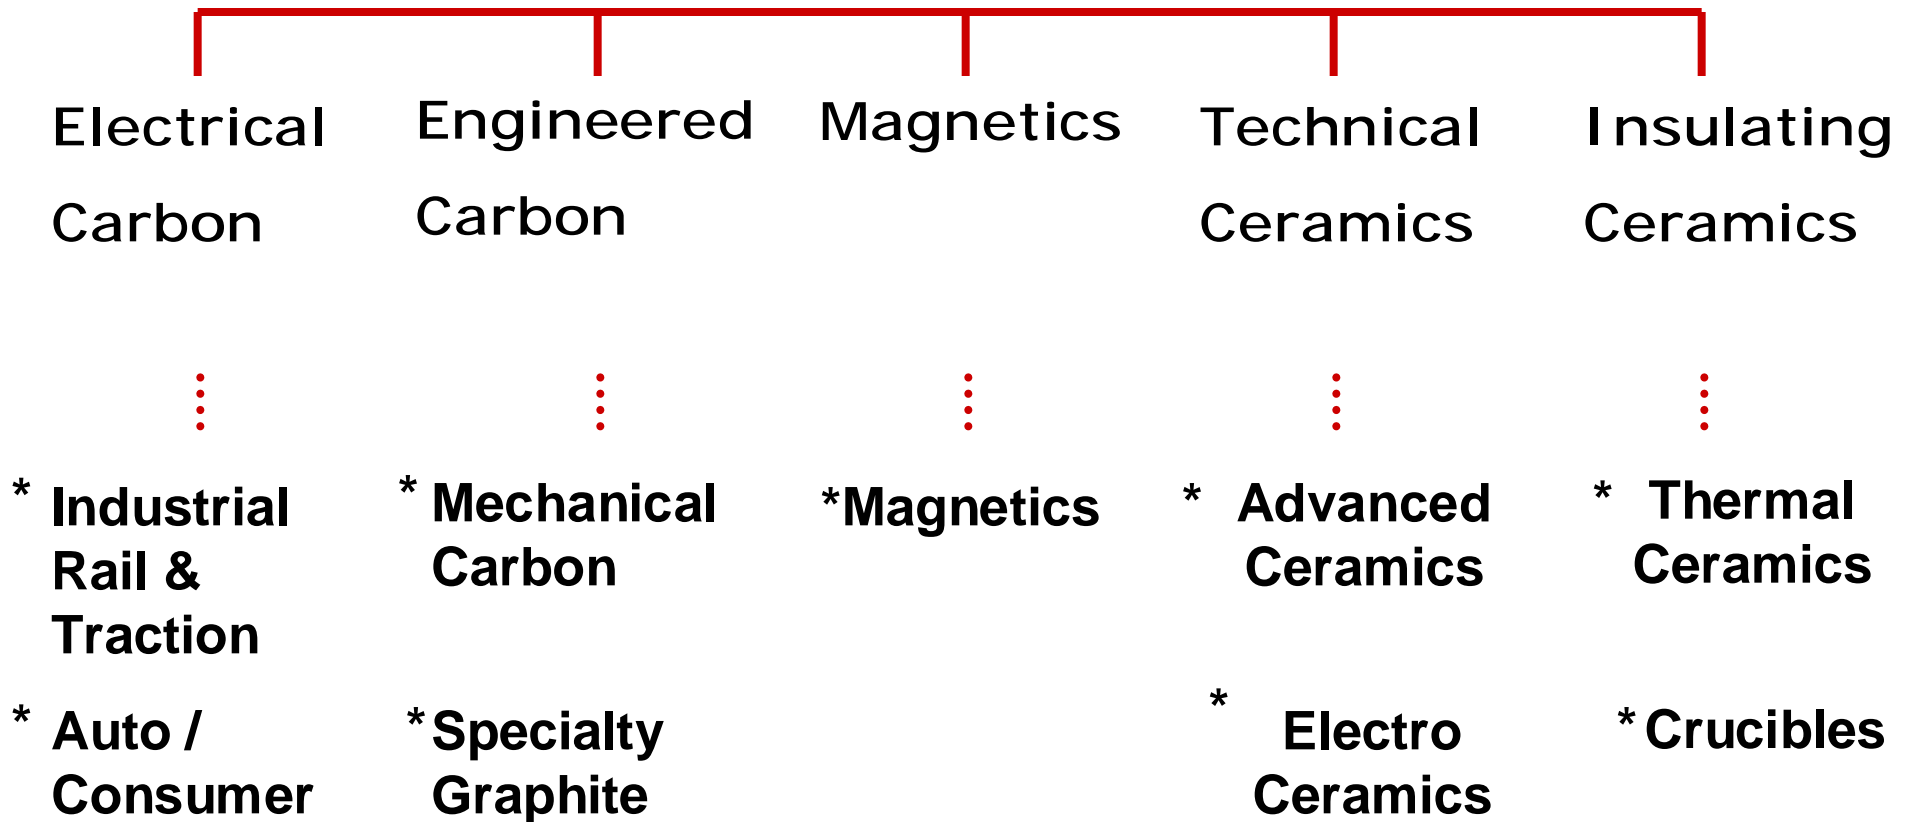 Electrical
Carbon
Engineered
Carbon
Magnetics
Technical
Ceramics
Insulating
Ceramics
* Industrial
Rail &
Traction
* Auto /
Consumer
* Mechanical
Carbon
* Specialty
Graphite
*Magnetics
* Advanced
Ceramics
* Electro
Ceramics
* Thermal
Ceramics
* Crucibles